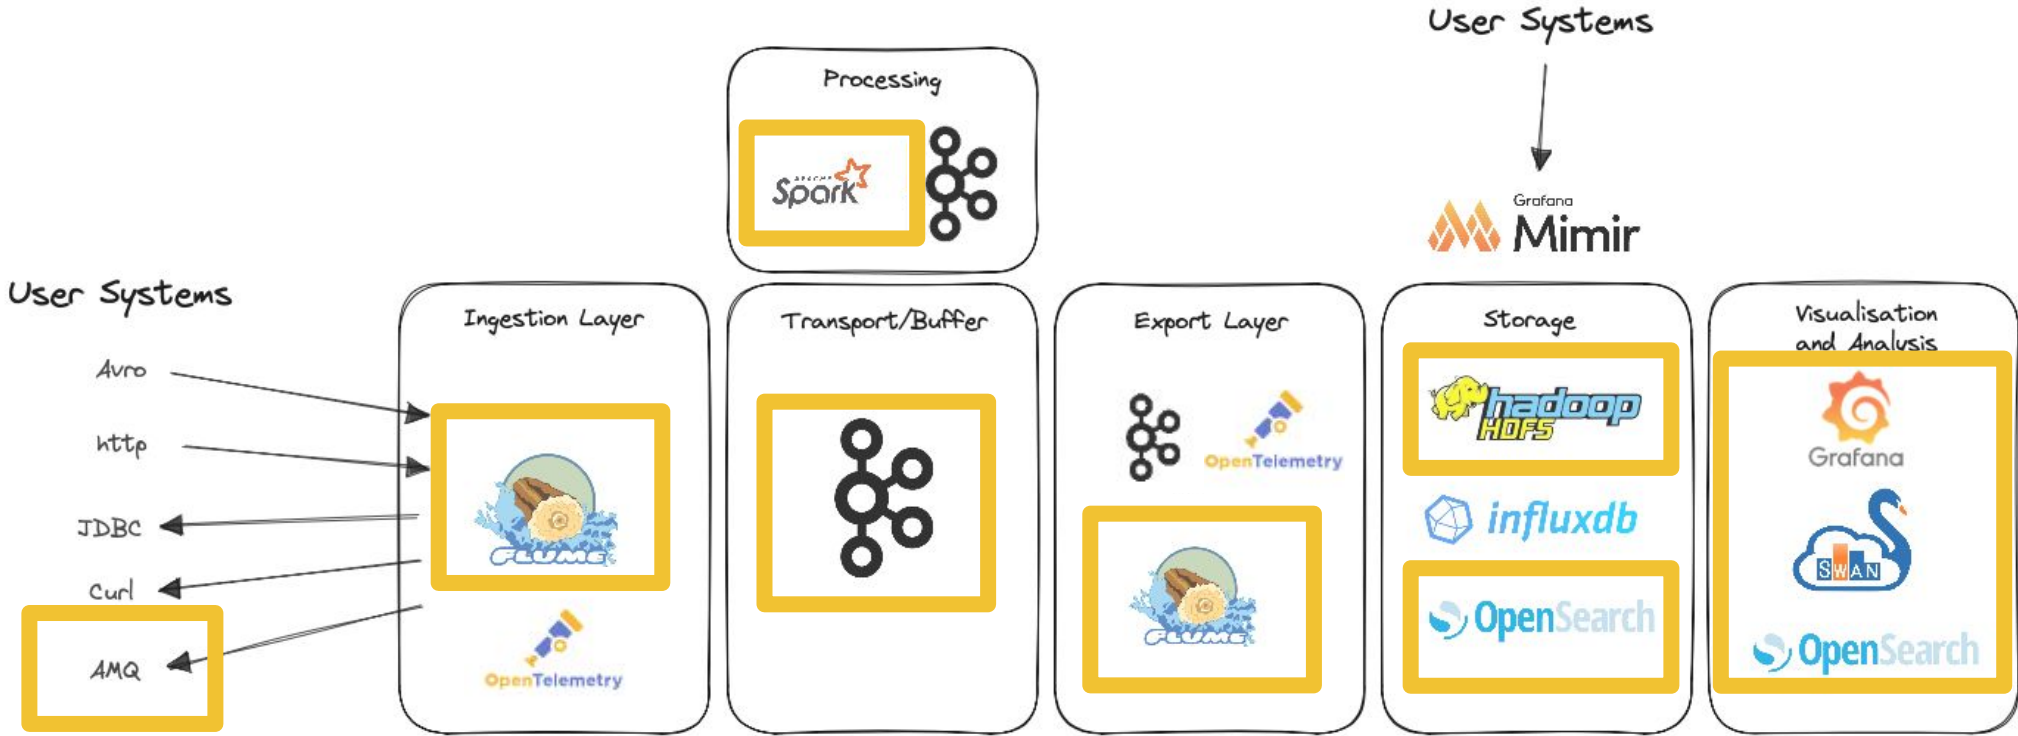 User Systems
Processing
APACHE
Spark
Grafana
Mimir
User Systems
Avro
http
JDBC
Curl
AMQ
Ingestion Layer
FLUME
OpenTelemetry
Transport/Buffer
Export Layer
OpenTelemetry
FLUME
Storage
hadoop
HDFS
influxdb
OpenSearch
Visualisation
and Analysis
Grafana
SWAN
OpenSearch